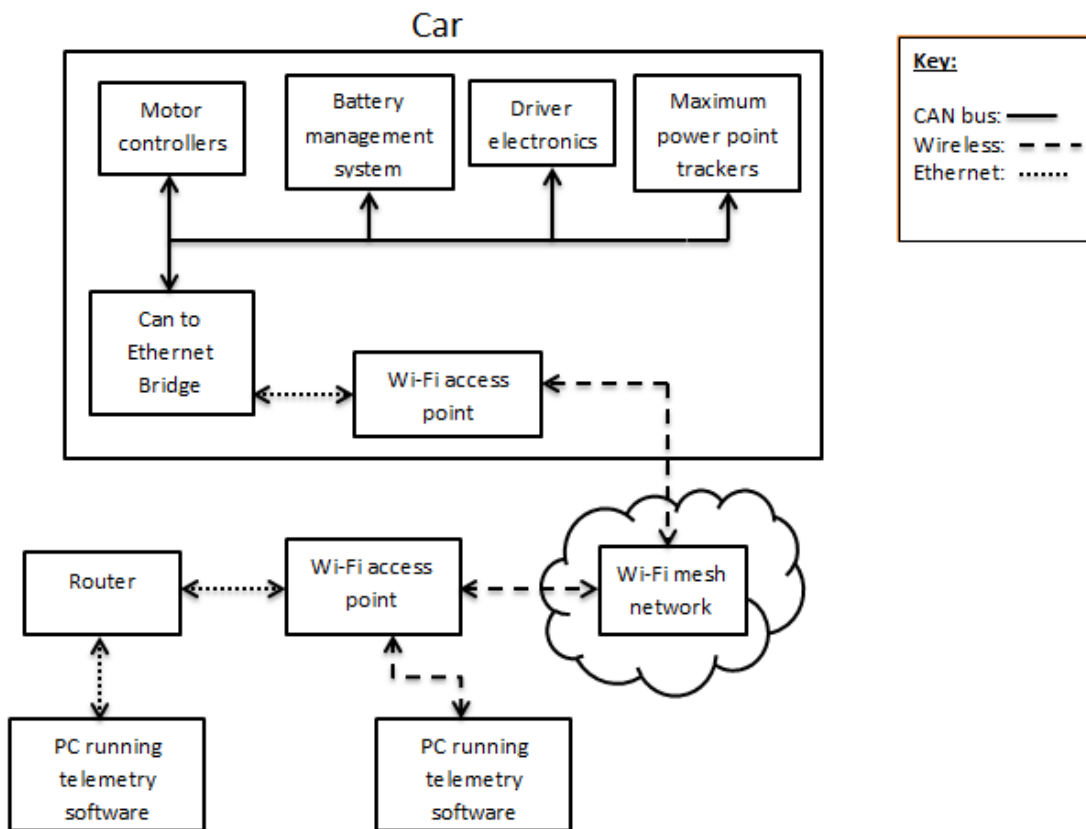 Car
Motor
controllers
Battery
management
system
Driver
electronics
Maximum
power point
trackers
Key:
CAN bus:
Wireless:
Ethernet:
Can to
Ethernet
Bridge
Wi-Fi access
point
Router
Wi-Fi access
point
Wi-Fi mesh
network
PC running
telemetry
software
PC running
telemetry
software